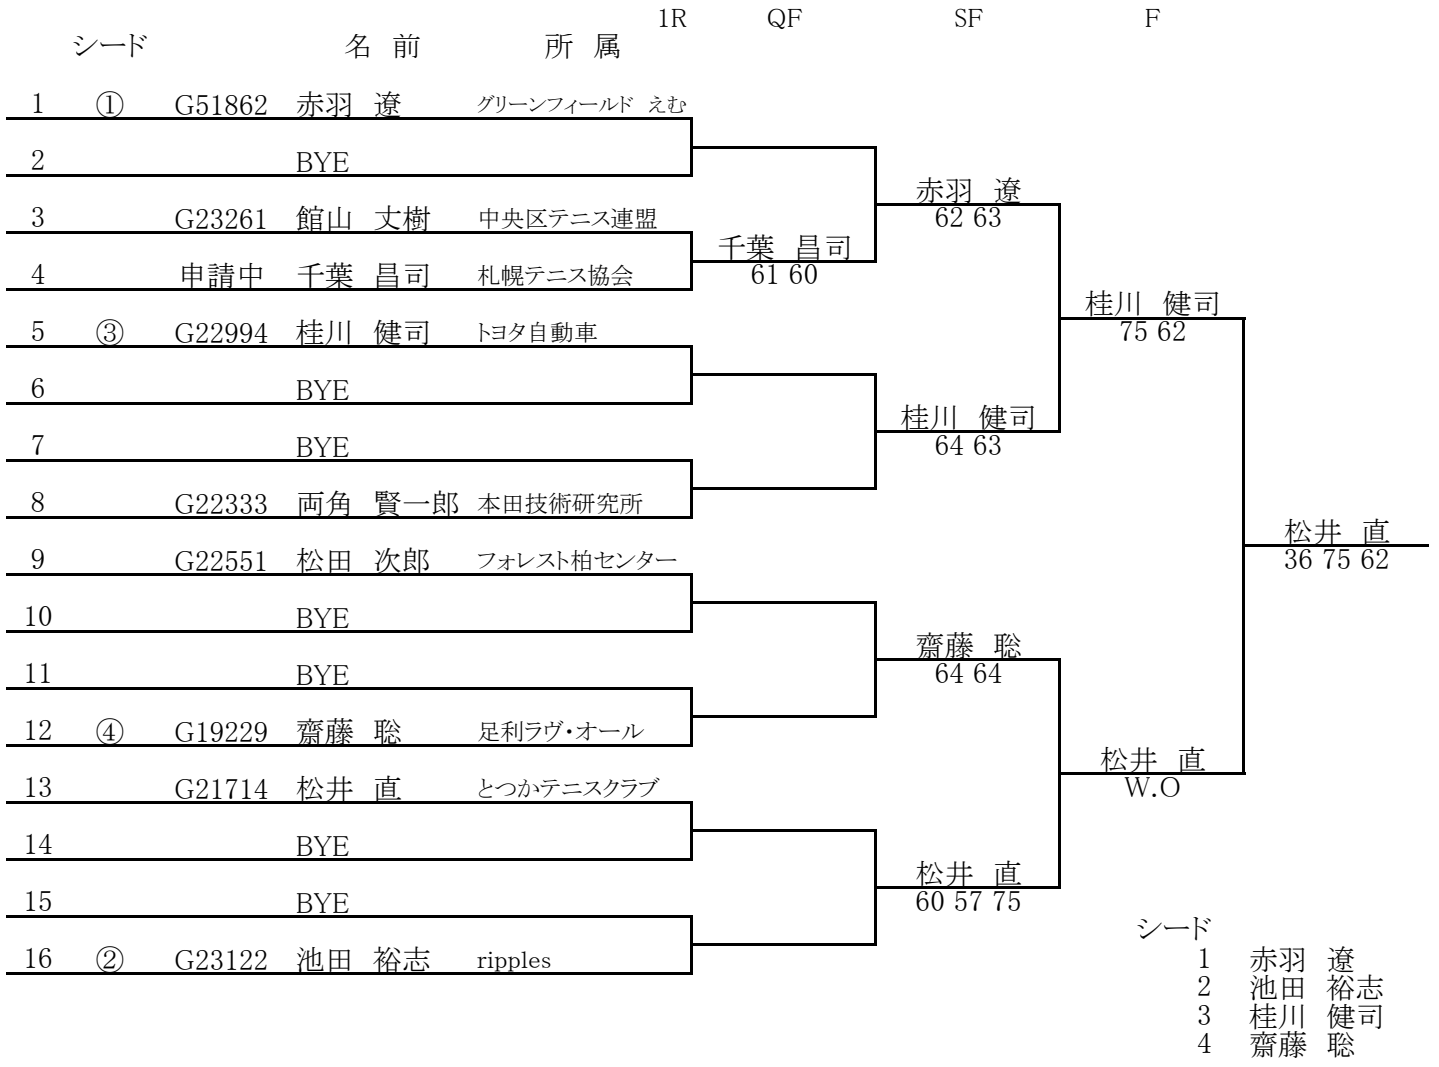 1R QF SF F
シード 名 前 所 属
1 ① G51862 赤羽 遼 グリーンフィールド えむ
2 BYE
赤羽 遼
3 G23261 館山 丈樹 中央区テニス連盟 62 63
千葉 昌司
4 申請中 千葉 昌司 札幌テニス協会 61 60
桂川 健司
5 ③ G22994 桂川 健司 トヨタ自動車 75 62
6 BYE
桂川 健司
7 BYE 64 63
8 G22333 両角 賢一郎 本田技術研究所
松井 直
9 G22551 松田 次郎 フォレスト柏センター 36 75 62
10 BYE
齋藤 聡
11 BYE 64 64
12 ④ G19229 齋藤 聡 足利ラヴ・オール
松井 直
13 G21714 松井 直 とつかテニスクラブ W.O
14 BYE
松井 直
15 BYE 60 57 75
シード
16 ② G23122 池田 裕志 ripples
1 赤羽 遼
2 池田 裕志
3 桂川 健司
4 齋藤 聡